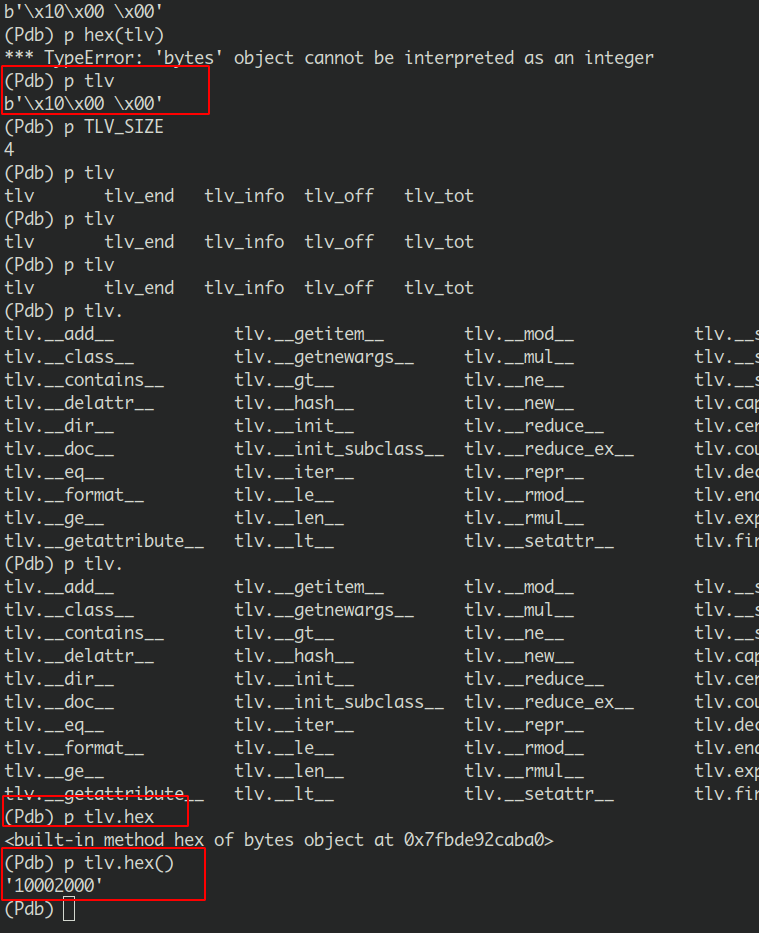 b'\x10\x00 \x00'
(Pdb) p hex(tlv)
*** TypeError: 'bytes' object cannot be interpreted as an integer
(Pdb) p tlv
b'\x10\x00 \x00'
(Pdb) p TLV_SIZE
4
(Pdb) p tlv
tlv tlv_end tlv_info tlv_off tlv_tot
(Pdb) p tlv
tlv tlv_end tlv_info tlv_off tlv_tot
(Pdb) p tlv
tlv tlv_end tlv_info tlv_off tlv_tot
(Pdb) p tlv.
tlv.__add__ tlv.__getitem__ tlv.__mod__ tlv.__s
tlv.__class__ tlv.__getnewargs__ tlv.__mul__ tlv.__s
tlv.__contains__ tlv.__gt__ tlv.__ne__ tlv.__s
tlv.__delattr__ tlv.__hash__ tlv.__new__ tlv.cap
tlv.__dir__ tlv.__init__ tlv.__reduce__ tlv.cen
tlv.__doc__ tlv.__init_subclass__ tlv.__reduce_ex__ tlv.cou
tlv.__eq__ tlv.__iter__ tlv.__repr__ tlv.dec
tlv.__format__ tlv.__le__ tlv.__rmod__ tlv.end
tlv.__ge__ tlv.__len__ tlv.__rmul__ tlv.exp
tlv.__getattribute__ tlv.__lt__ tlv.__setattr__ tlv.fin
(Pdb) p tlv.
tlv.__add__ tlv.__getitem__ tlv.__mod__ tlv.__s
tlv.__class__ tlv.__getnewargs__ tlv.__mul__ tlv.__s
tlv.__contains__ tlv.__gt__ tlv.__ne__ tlv.__s
tlv.__delattr__ tlv.__hash__ tlv.__new__ tlv.cap
tlv.__dir__ tlv.__init__ tlv.__reduce__ tlv.cen
tlv.__doc__ tlv.__init_subclass__ tlv.__reduce_ex__ tlv.cou
tlv.__eq__ tlv.__iter__ tlv.__repr__ tlv.dec
tlv.__format__ tlv.__le__ tlv.__rmod__ tlv.end
tlv.__ge__ tlv.__len__ tlv.__rmul__ tlv.exp
tlv.__getattribute__ tlv.__lt__ tlv.__setattr__ tlv.fin
(Pdb) p tlv.hex
<built-in method hex of bytes object at 0x7fbde92caba0>
(Pdb) p tlv.hex()
'10002000'
(Pdb)